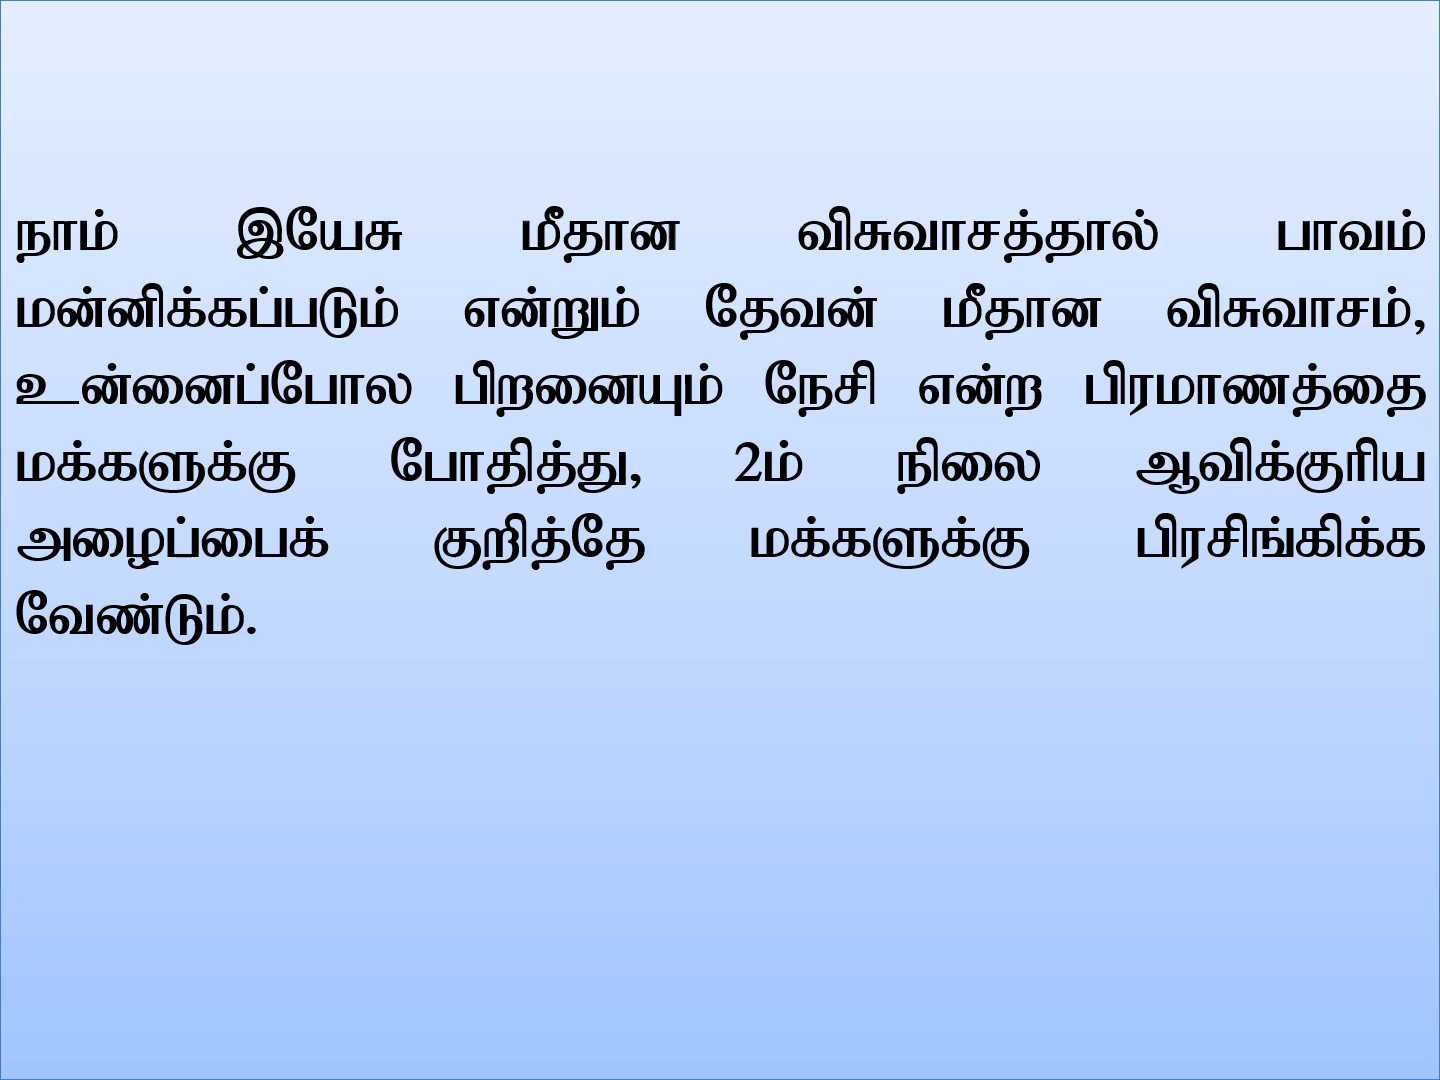 நாம் இயேசு மீதான விசுவாசத்தால் பாவம்
மன்னிக்கப்படும் என்றும் தேவன் மீதான விசுவாசம்,
உன்னைப்போல பிறனையும் நேசி என்ற பிரமாணத்தை
மக்களுக்கு போதித்து, 2ம் நிலை ஆவிக்குரிய
அழைப்பைக் குறித்தே மக்களுக்கு பிரசிங்கிக்க
வேண்டும்.